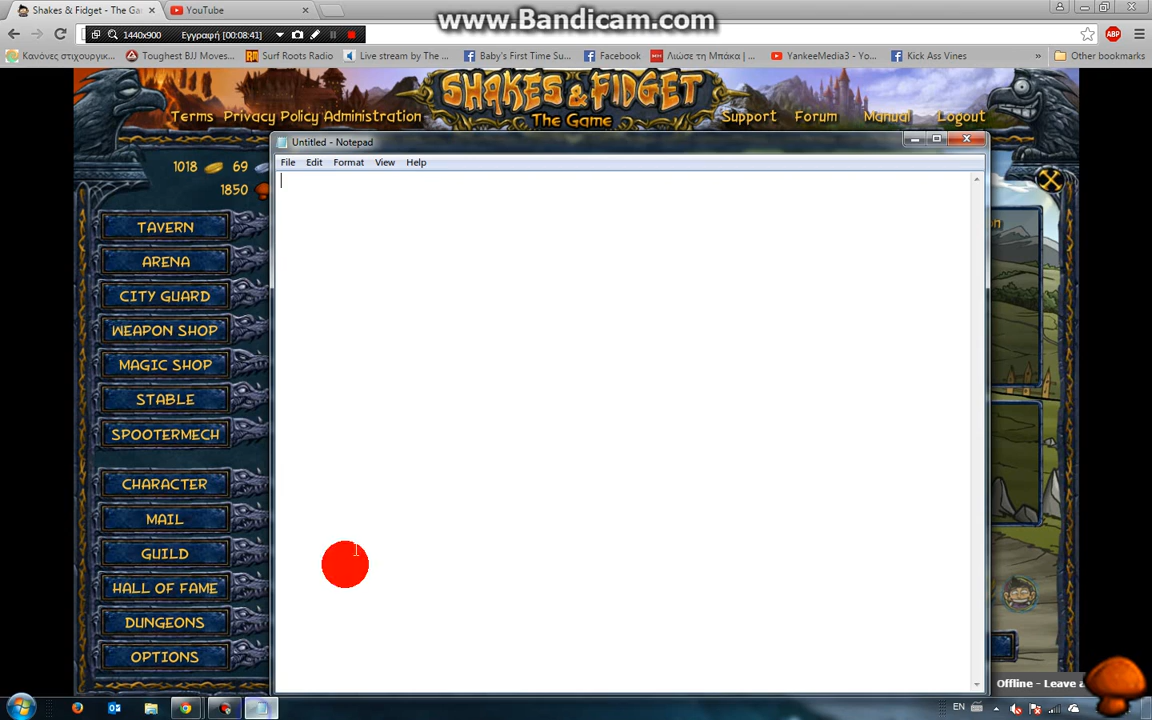 www.Bandicam.com
Shakes & Fidget - The Ga
YouTube
1440x900
Εγγραφή [00:08:41]
ABP
Κανόνες στιχουργικ...
Toughest BJJ Moves...
Surf Roots Radio
Live stream by The ...
Baby's First Time Su...
Facebook
Λιώσε τη Μπάκα | ...
YankeeMedia3 - Yo...
Kick Ass Vines
»
Other bookmarks
SHAKES & FIDGET
The Game
Terms
Privacy Policy
Administration
Support
Forum
Manual
Logout
Untitled - Notepad
File
Edit
Format
View
Help
1018
69
1850
TAVERN
ARENA
CITY GUARD
WEAPON SHOP
MAGIC SHOP
STABLE
SPOOTERMECH
CHARACTER
MAIL
GUILD
HALL OF FAME
DUNGEONS
OPTIONS
Offline - Leave a
EN